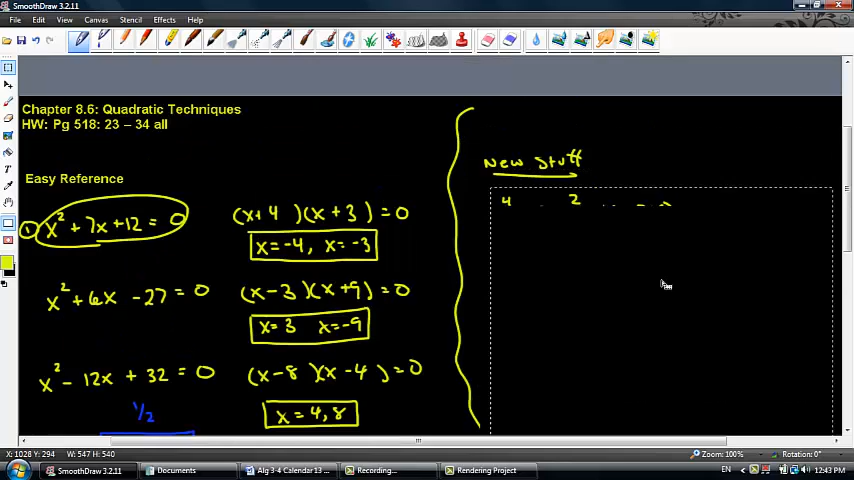 SmoothDraw 3.2.11
File Edit View Canvas Stencil Effects Help
Chapter 8.6: Quadratic Techniques
HW: Pg 518: 23 – 34 all
Easy Reference
① x² + 7x + 12 = 0 (x+4)(x+3)=0
x=-4, x=-3
x² + 6x - 27 = 0 (x-3)(x+9)=0
x=3 x=-9
x² - 12x + 32 = 0 (x-8)(x-4)=0
1/2
x=4,8
New Stuff
4 2
X: 1028 Y: 294 W: 547 H: 540 Zoom: 100% Rotation: 0°
SmoothDraw 3.2.11 Documents Alg 3-4 Calendar 13 ... Recording... Rendering Project EN 12:43 PM